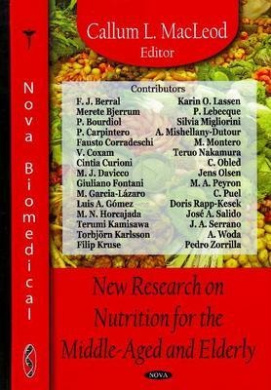 Callum L. MacLeod
Editor
Nova Biomedical
Contributors
F. J. Berral
Merete Bjerrum
P. Bourdiol
P. Carpintero
Fausto Corradeschi
V. Coxam
Cintia Curioni
M. J. Davicco
Giuliano Fontani
M. Garcia-Lázaro
Luis A. Gómez
M. N. Horcajada
Terumi Kamisawa
Torbjörn Karlsson
Filip Kruse
Karin O. Lassen
P. Lebecque
Silvia Migliorini
A. Mishellany-Dutour
M. Montero
Teruo Nakamura
C. Obled
Jens Olsen
M. A. Peyron
C. Puel
Doris Rapp-Kesek
José A. Salido
J. A. Serrano
A. Woda
Pedro Zorrilla
New Research on
Nutrition for the
Middle-Aged and Elderly
NOVA